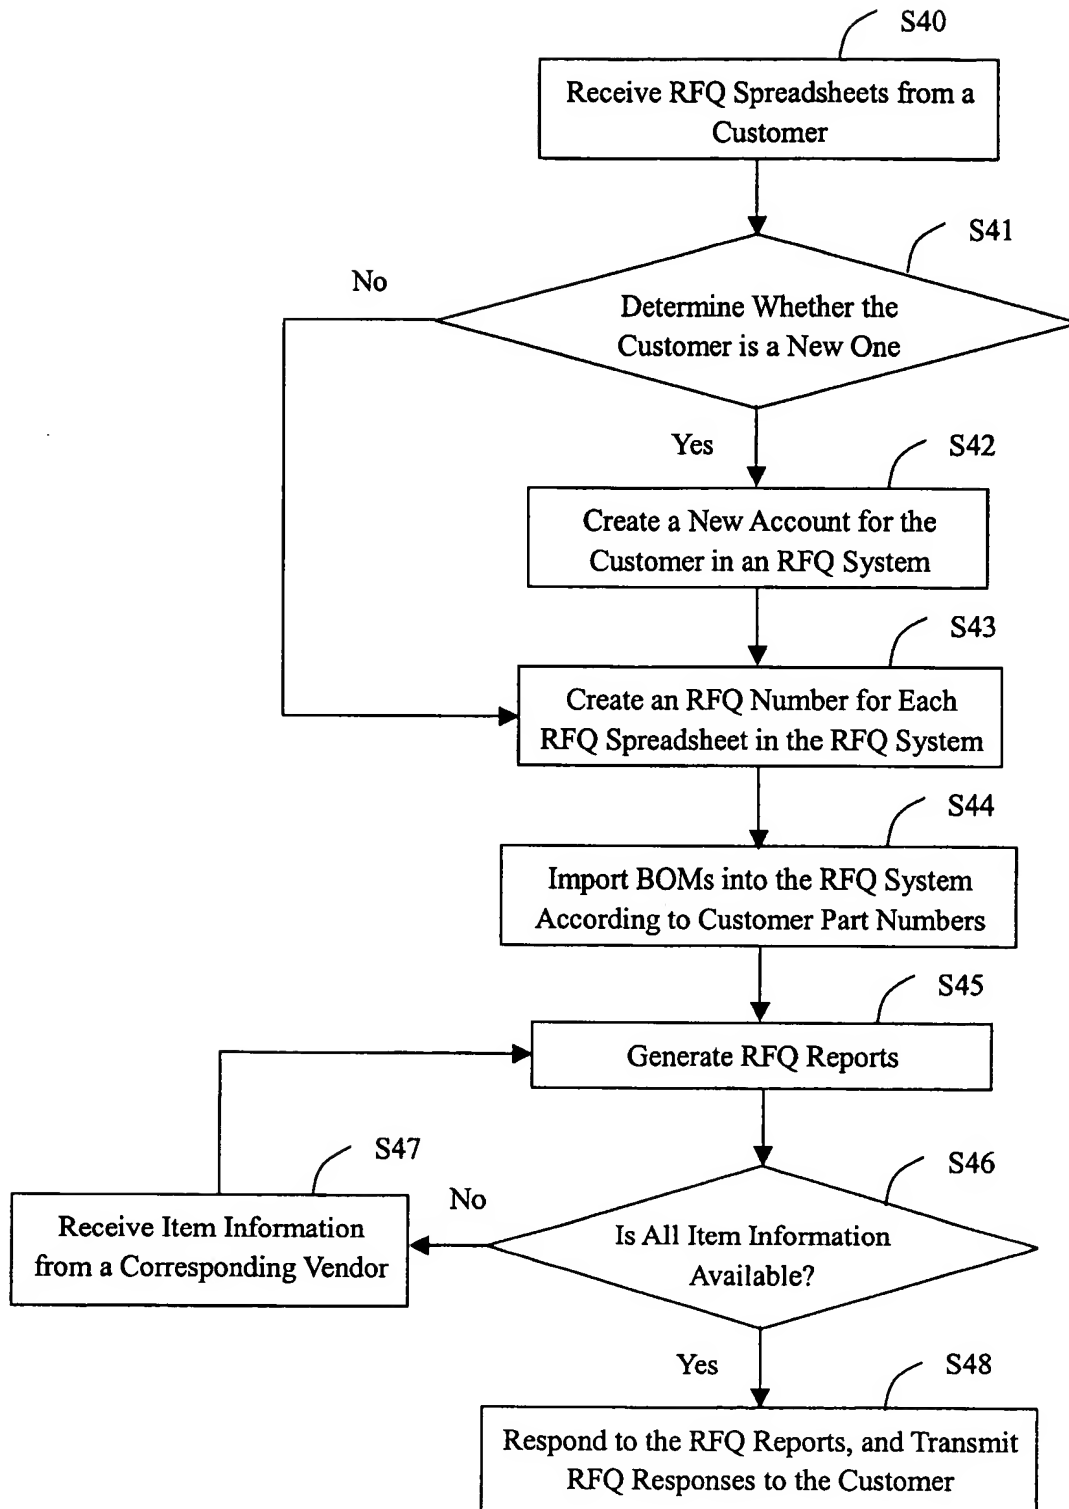 S40
Receive RFQ Spreadsheets from a
Customer
S41
No
Determine Whether the
Customer is a New One
Yes
S42
Create a New Account for the
Customer in an RFQ System
S43
Create an RFQ Number for Each
RFQ Spreadsheet in the RFQ System
S44
Import BOMs into the RFQ System
According to Customer Part Numbers
S45
Generate RFQ Reports
S47
S46
No
Receive Item Information
from a Corresponding Vendor
Is All Item Information
Available?
Yes
S48
Respond to the RFQ Reports, and Transmit
RFQ Responses to the Customer